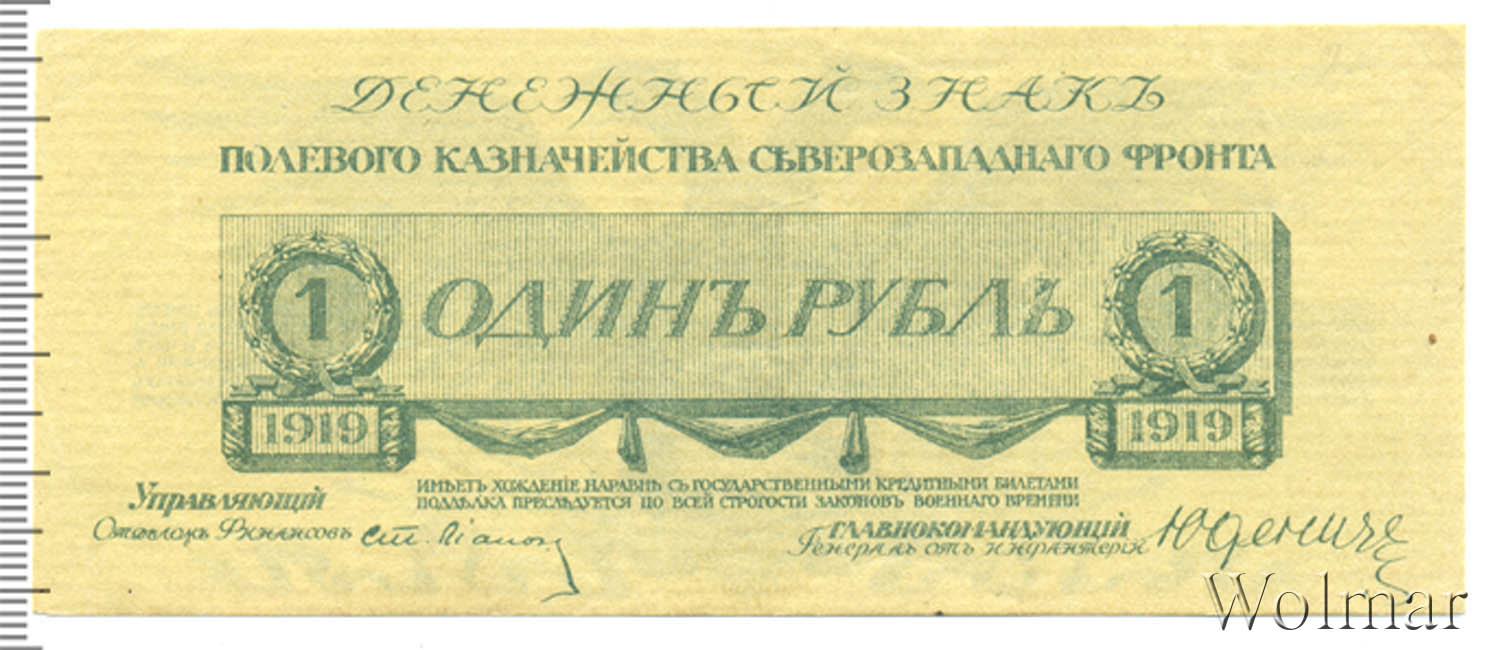 ДЕНЕЖНЫЙ ЗНАКЪ
ПОЛЕВОГО КАЗНАЧЕЙСТВА СѢВЕРОЗАПАДНАГО ФРОНТА
1 ОДИНЪ РУБЛЬ 1
1919 1919
ИМѢЕТЪ ХОЖДЕНІЕ НАРАВНѢ СЪ ГОСУДАРСТВЕННЫМИ КРЕДИТНЫМИ БИЛЕТАМИ
ПОДДѢЛКА ПРЕСЛѢДУЕТСЯ ПО ВСЕЙ СТРОГОСТИ ЗАКОНОВЪ ВОЕННАГО ВРЕМЕНИ
Управляющій
Отдѣломъ Финансовъ
ГЛАВНОКОМАНДУЮЩІЙ
Генералъ отъ инфантеріи Юденичъ
Wolmar